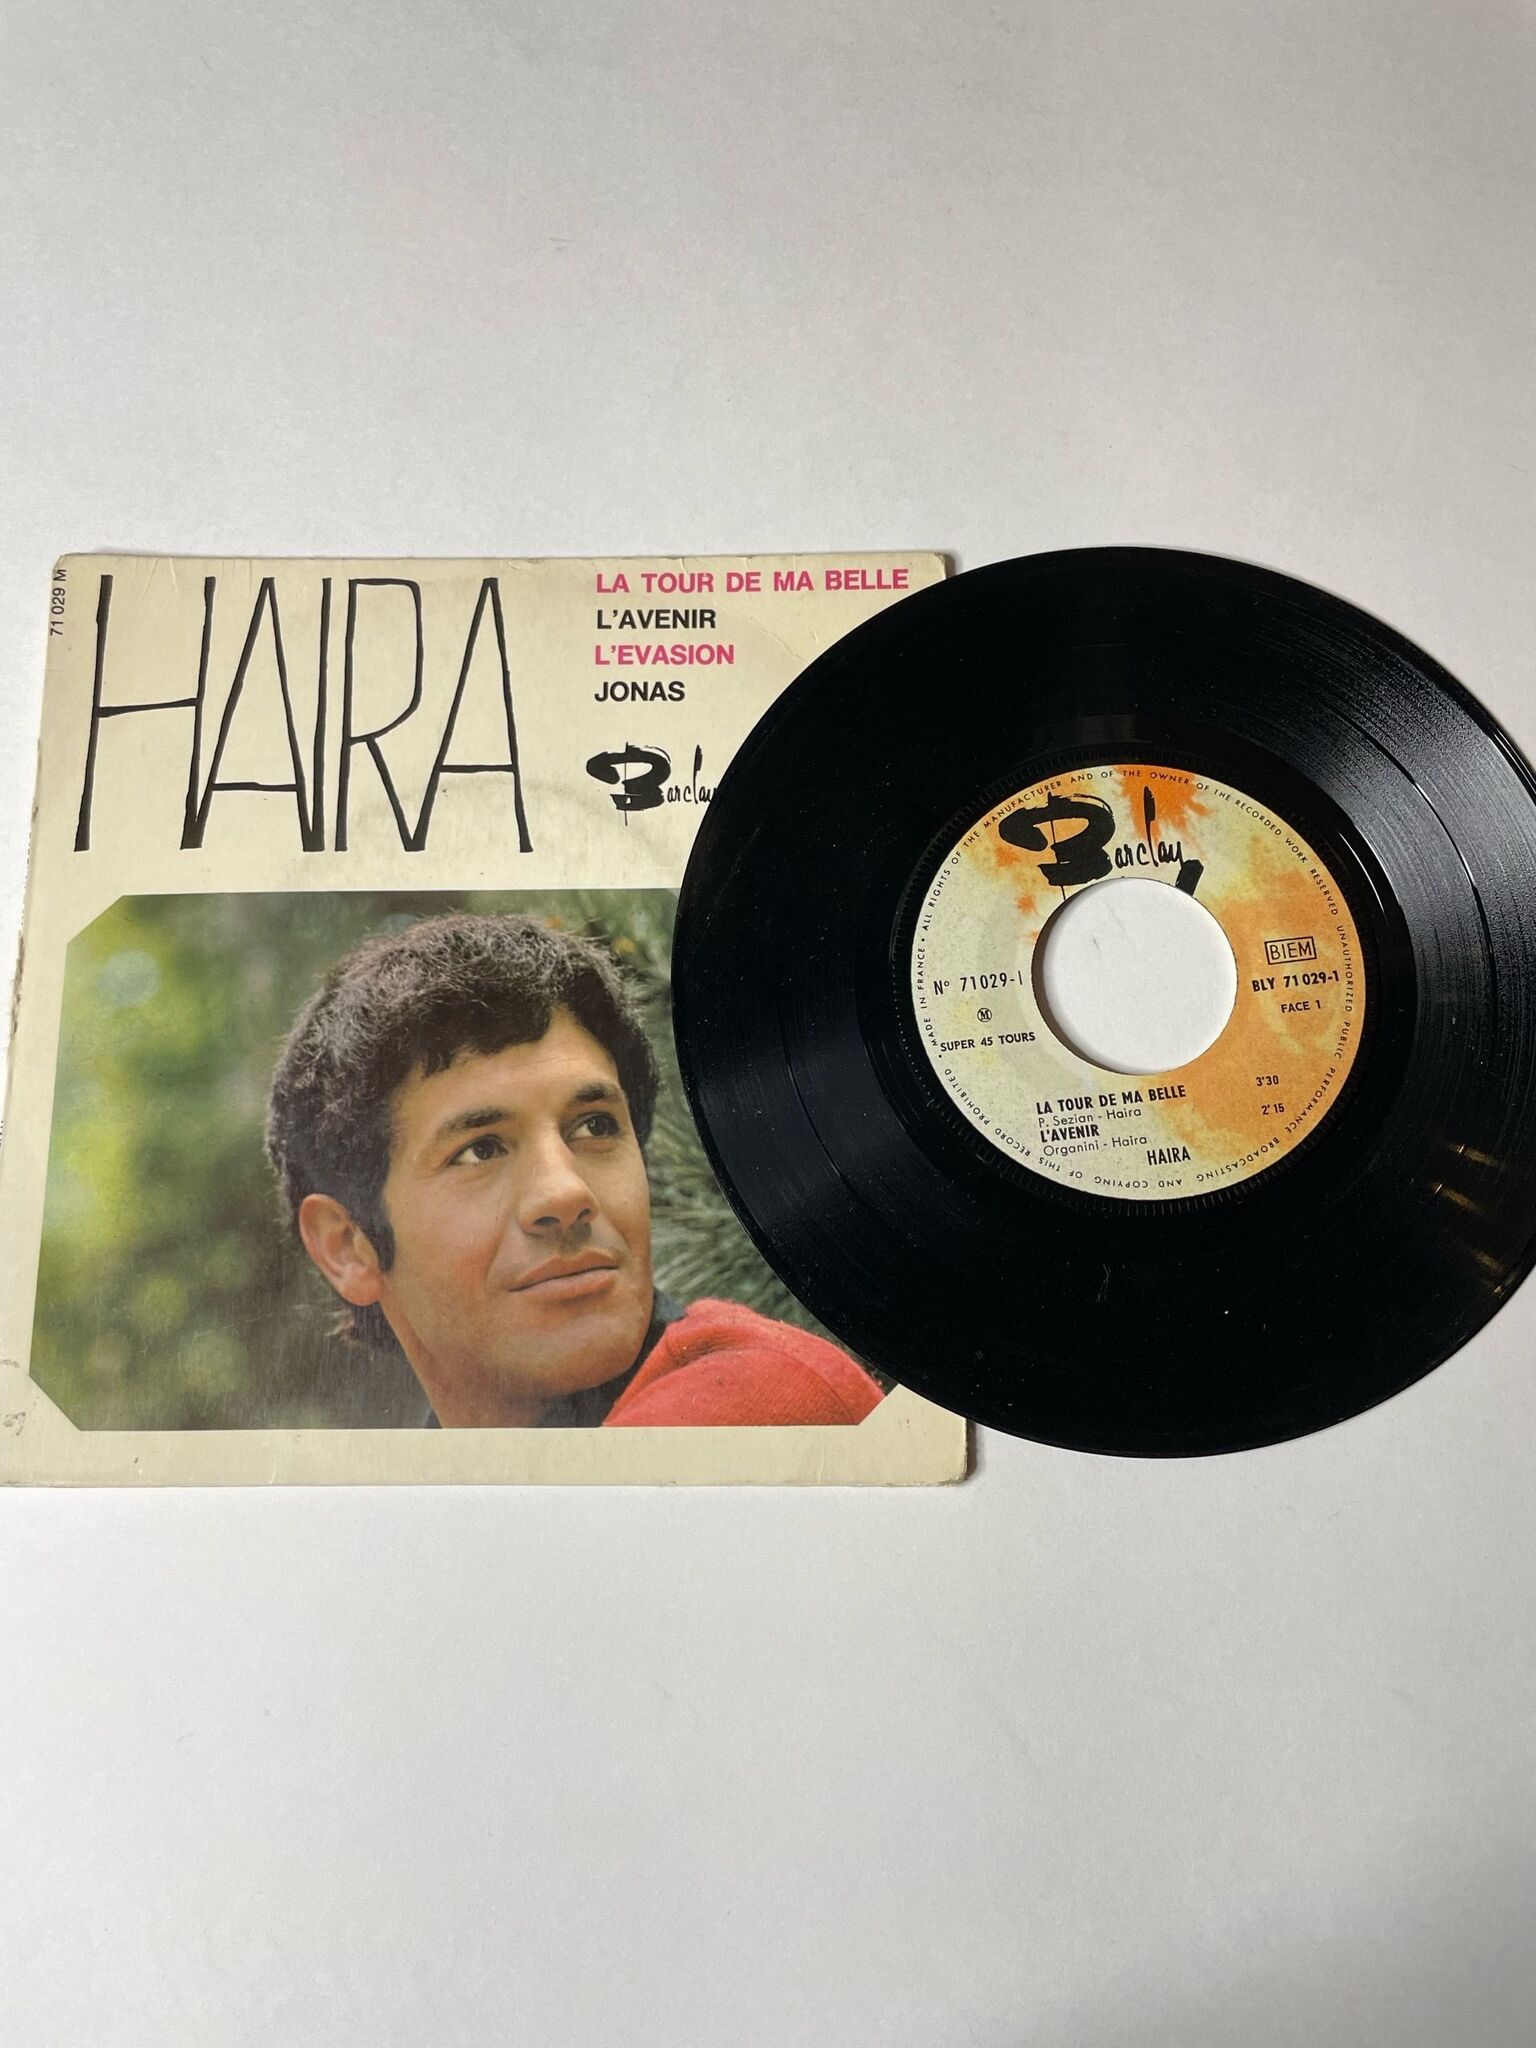 71 029 M
HAIRA
LA TOUR DE MA BELLE
L'AVENIR
L'EVASION
JONAS
Barclay
• MADE IN FRANCE • ALL RIGHTS OF THE MANUFACTURER AND OF THE OWNER OF THE RECORDED WORK RESERVED UNAUTHORIZED PUBLIC PERFORMANCE BROADCASTING AND COPYING OF THIS RECORD PROHIBITED
Barclay
BIEM
Nº 71029-1
BLY 71 029-1
M
FACE 1
SUPER 45 TOURS
LA TOUR DE MA BELLE 3'30
P. Sezian - Haira
L'AVENIR 2'15
Organini - Haira
HAIRA